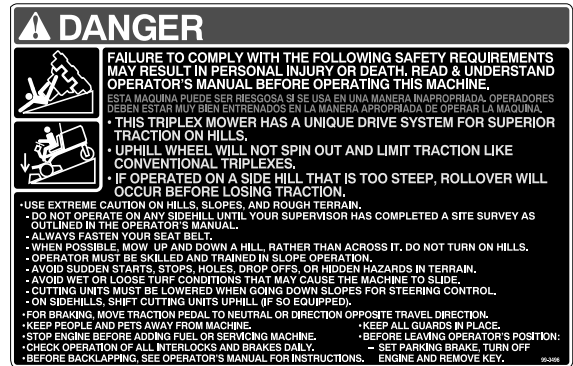 DANGER
FAILURE TO COMPLY WITH THE FOLLOWING SAFETY REQUIREMENTS
MAY RESULT IN PERSONAL INJURY OR DEATH. READ & UNDERSTAND
OPERATOR'S MANUAL BEFORE OPERATING THIS MACHINE.
ESTA MAQUINA PUEDE SER RIESGOSA SI SE USA EN UNA MANERA INAPROPRIADA. OPERADORES
DEBEN ESTAR MUY BIEN ENTRENADOS EN LA MANERA APROPRIADA DE OPERAR LA MAQUINA.
• THIS TRIPLEX MOWER HAS A UNIQUE DRIVE SYSTEM FOR SUPERIOR
TRACTION ON HILLS.
• UPHILL WHEEL WILL NOT SPIN OUT AND LIMIT TRACTION LIKE
CONVENTIONAL TRIPLEXES.
• IF OPERATED ON A SIDE HILL THAT IS TOO STEEP, ROLLOVER WILL
OCCUR BEFORE LOSING TRACTION.
•USE EXTREME CAUTION ON HILLS, SLOPES, AND ROUGH TERRAIN.
- DO NOT OPERATE ON ANY SIDEHILL UNTIL YOUR SUPERVISOR HAS COMPLETED A SITE SURVEY AS
OUTLINED IN THE OPERATOR'S MANUAL.
- ALWAYS FASTEN YOUR SEAT BELT.
- WHEN POSSIBLE, MOW UP AND DOWN A HILL, RATHER THAN ACROSS IT. DO NOT TURN ON HILLS.
- OPERATOR MUST BE SKILLED AND TRAINED IN SLOPE OPERATION.
- AVOID SUDDEN STARTS, STOPS, HOLES, DROP OFFS, OR HIDDEN HAZARDS IN TERRAIN.
- AVOID WET OR LOOSE TURF CONDITIONS THAT MAY CAUSE THE MACHINE TO SLIDE.
- CUTTING UNITS MUST BE LOWERED WHEN GOING DOWN SLOPES FOR STEERING CONTROL.
- ON SIDEHILLS, SHIFT CUTTING UNITS UPHILL (IF SO EQUIPPED).
•FOR BRAKING, MOVE TRACTION PEDAL TO NEUTRAL OR DIRECTION OPPOSITE TRAVEL DIRECTION.
•KEEP PEOPLE AND PETS AWAY FROM MACHINE.
•STOP ENGINE BEFORE ADDING FUEL OR SERVICING MACHINE.
•CHECK OPERATION OF ALL INTERLOCKS AND BRAKES DAILY.
•BEFORE BACKLAPPING, SEE OPERATOR'S MANUAL FOR INSTRUCTIONS.
•KEEP ALL GUARDS IN PLACE.
•BEFORE LEAVING OPERATOR'S POSITION:
– SET PARKING BRAKE, TURN OFF
ENGINE AND REMOVE KEY.
99-3496